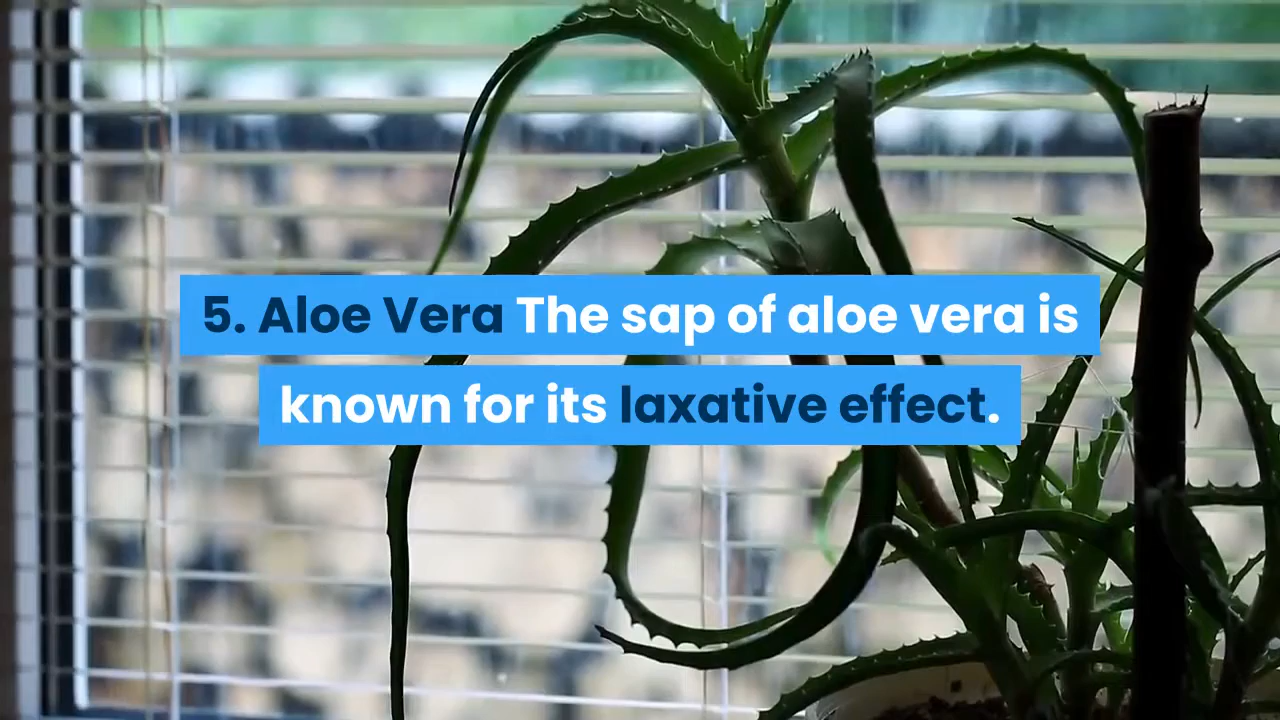 5. Aloe Vera The sap of aloe vera is
known for its laxative effect.